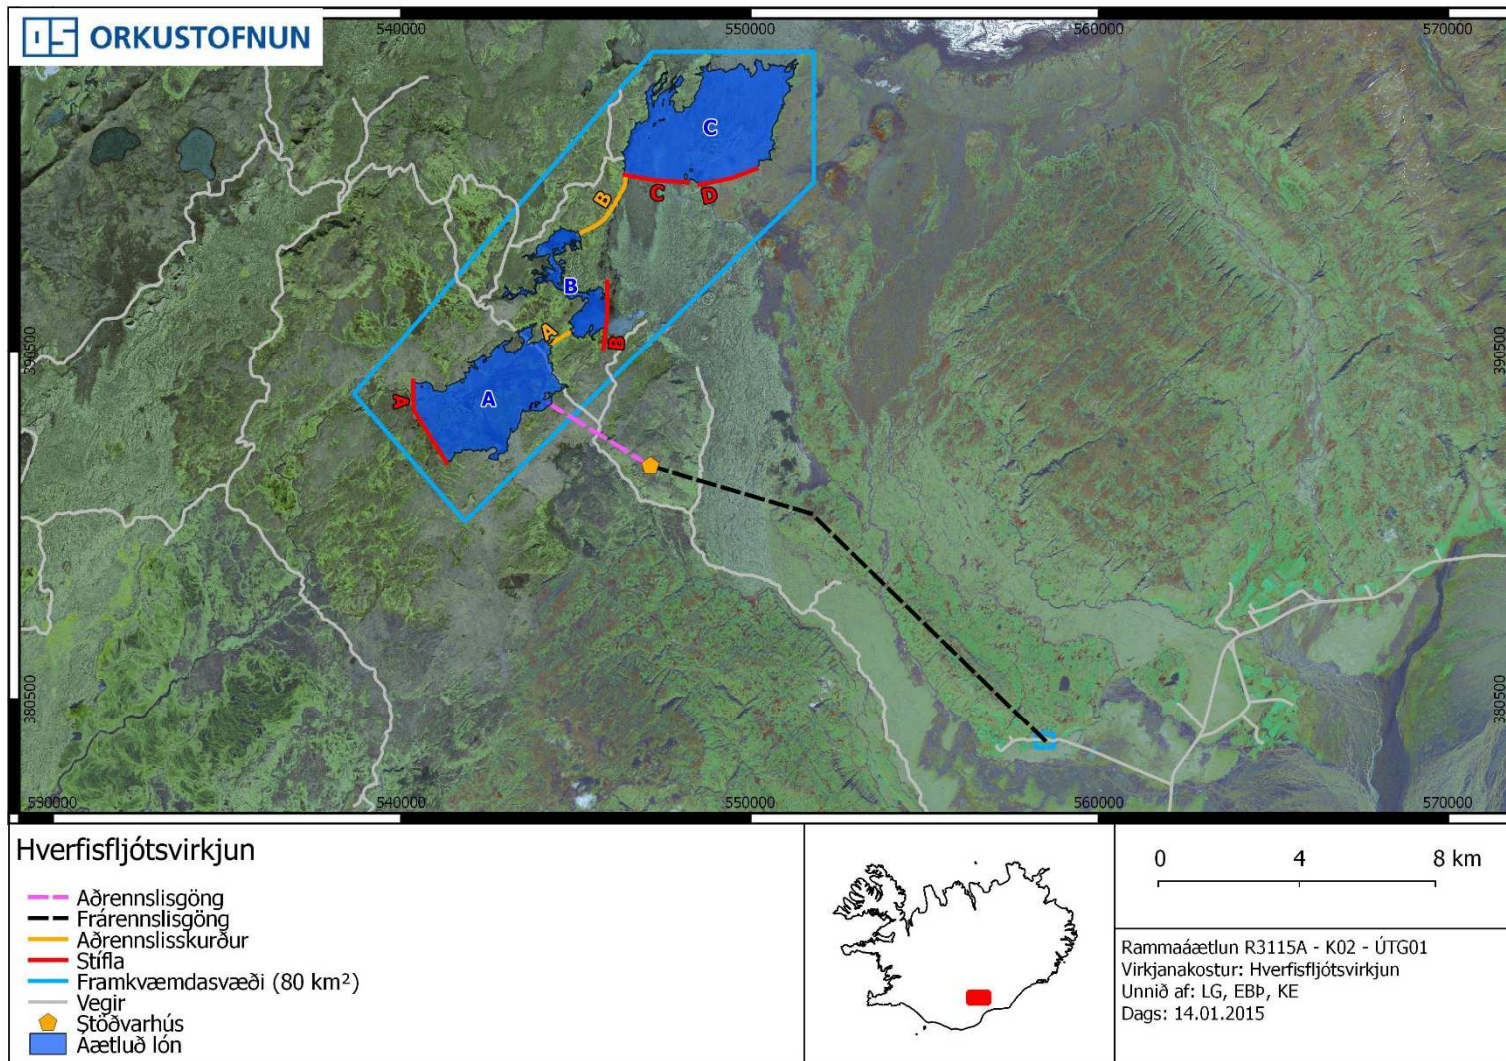 OS ORKUSTOFNUN
540000
550000
560000
570000
C
B
C
D
B
A
B
A
A
390500
390500
380500
380500
530000
540000
550000
560000
570000
Hverfisfljótsvirkjun
Aðrennslisgöng
Frárennslisgöng
Aðrennslisskurður
Stífla
Framkvæmdasvæði (80 km²)
Vegir
Stöðvarhús
Áætluð lón
0 4 8 km
Rammaáætlun R3115A - K02 - ÚTG01
Virkjanakostur: Hverfisfljótsvirkjun
Unnið af: LG, EBÞ, KE
Dags: 14.01.2015